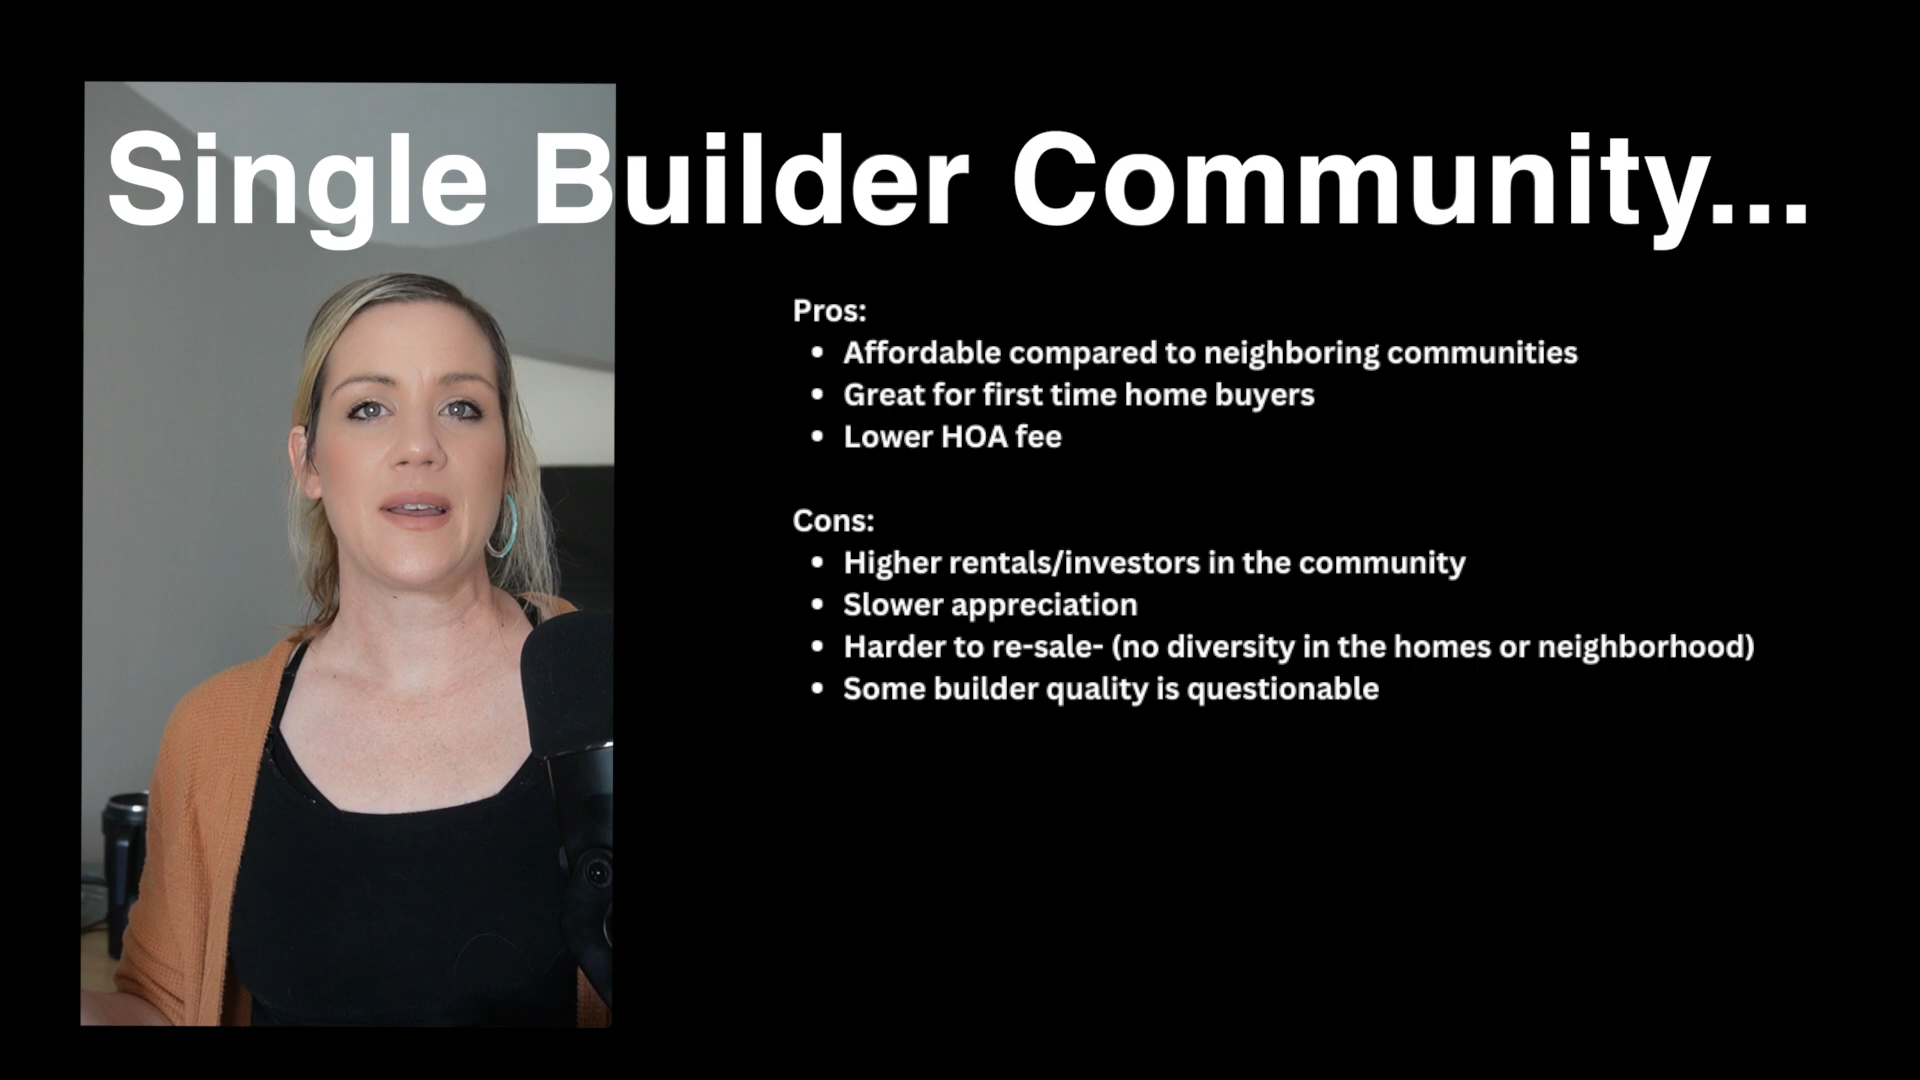 Single Builder Community...
Pros:
• Affordable compared to neighboring communities
• Great for first time home buyers
• Lower HOA fee
Cons:
• Higher rentals/investors in the community
• Slower appreciation
• Harder to re-sale- (no diversity in the homes or neighborhood)
• Some builder quality is questionable